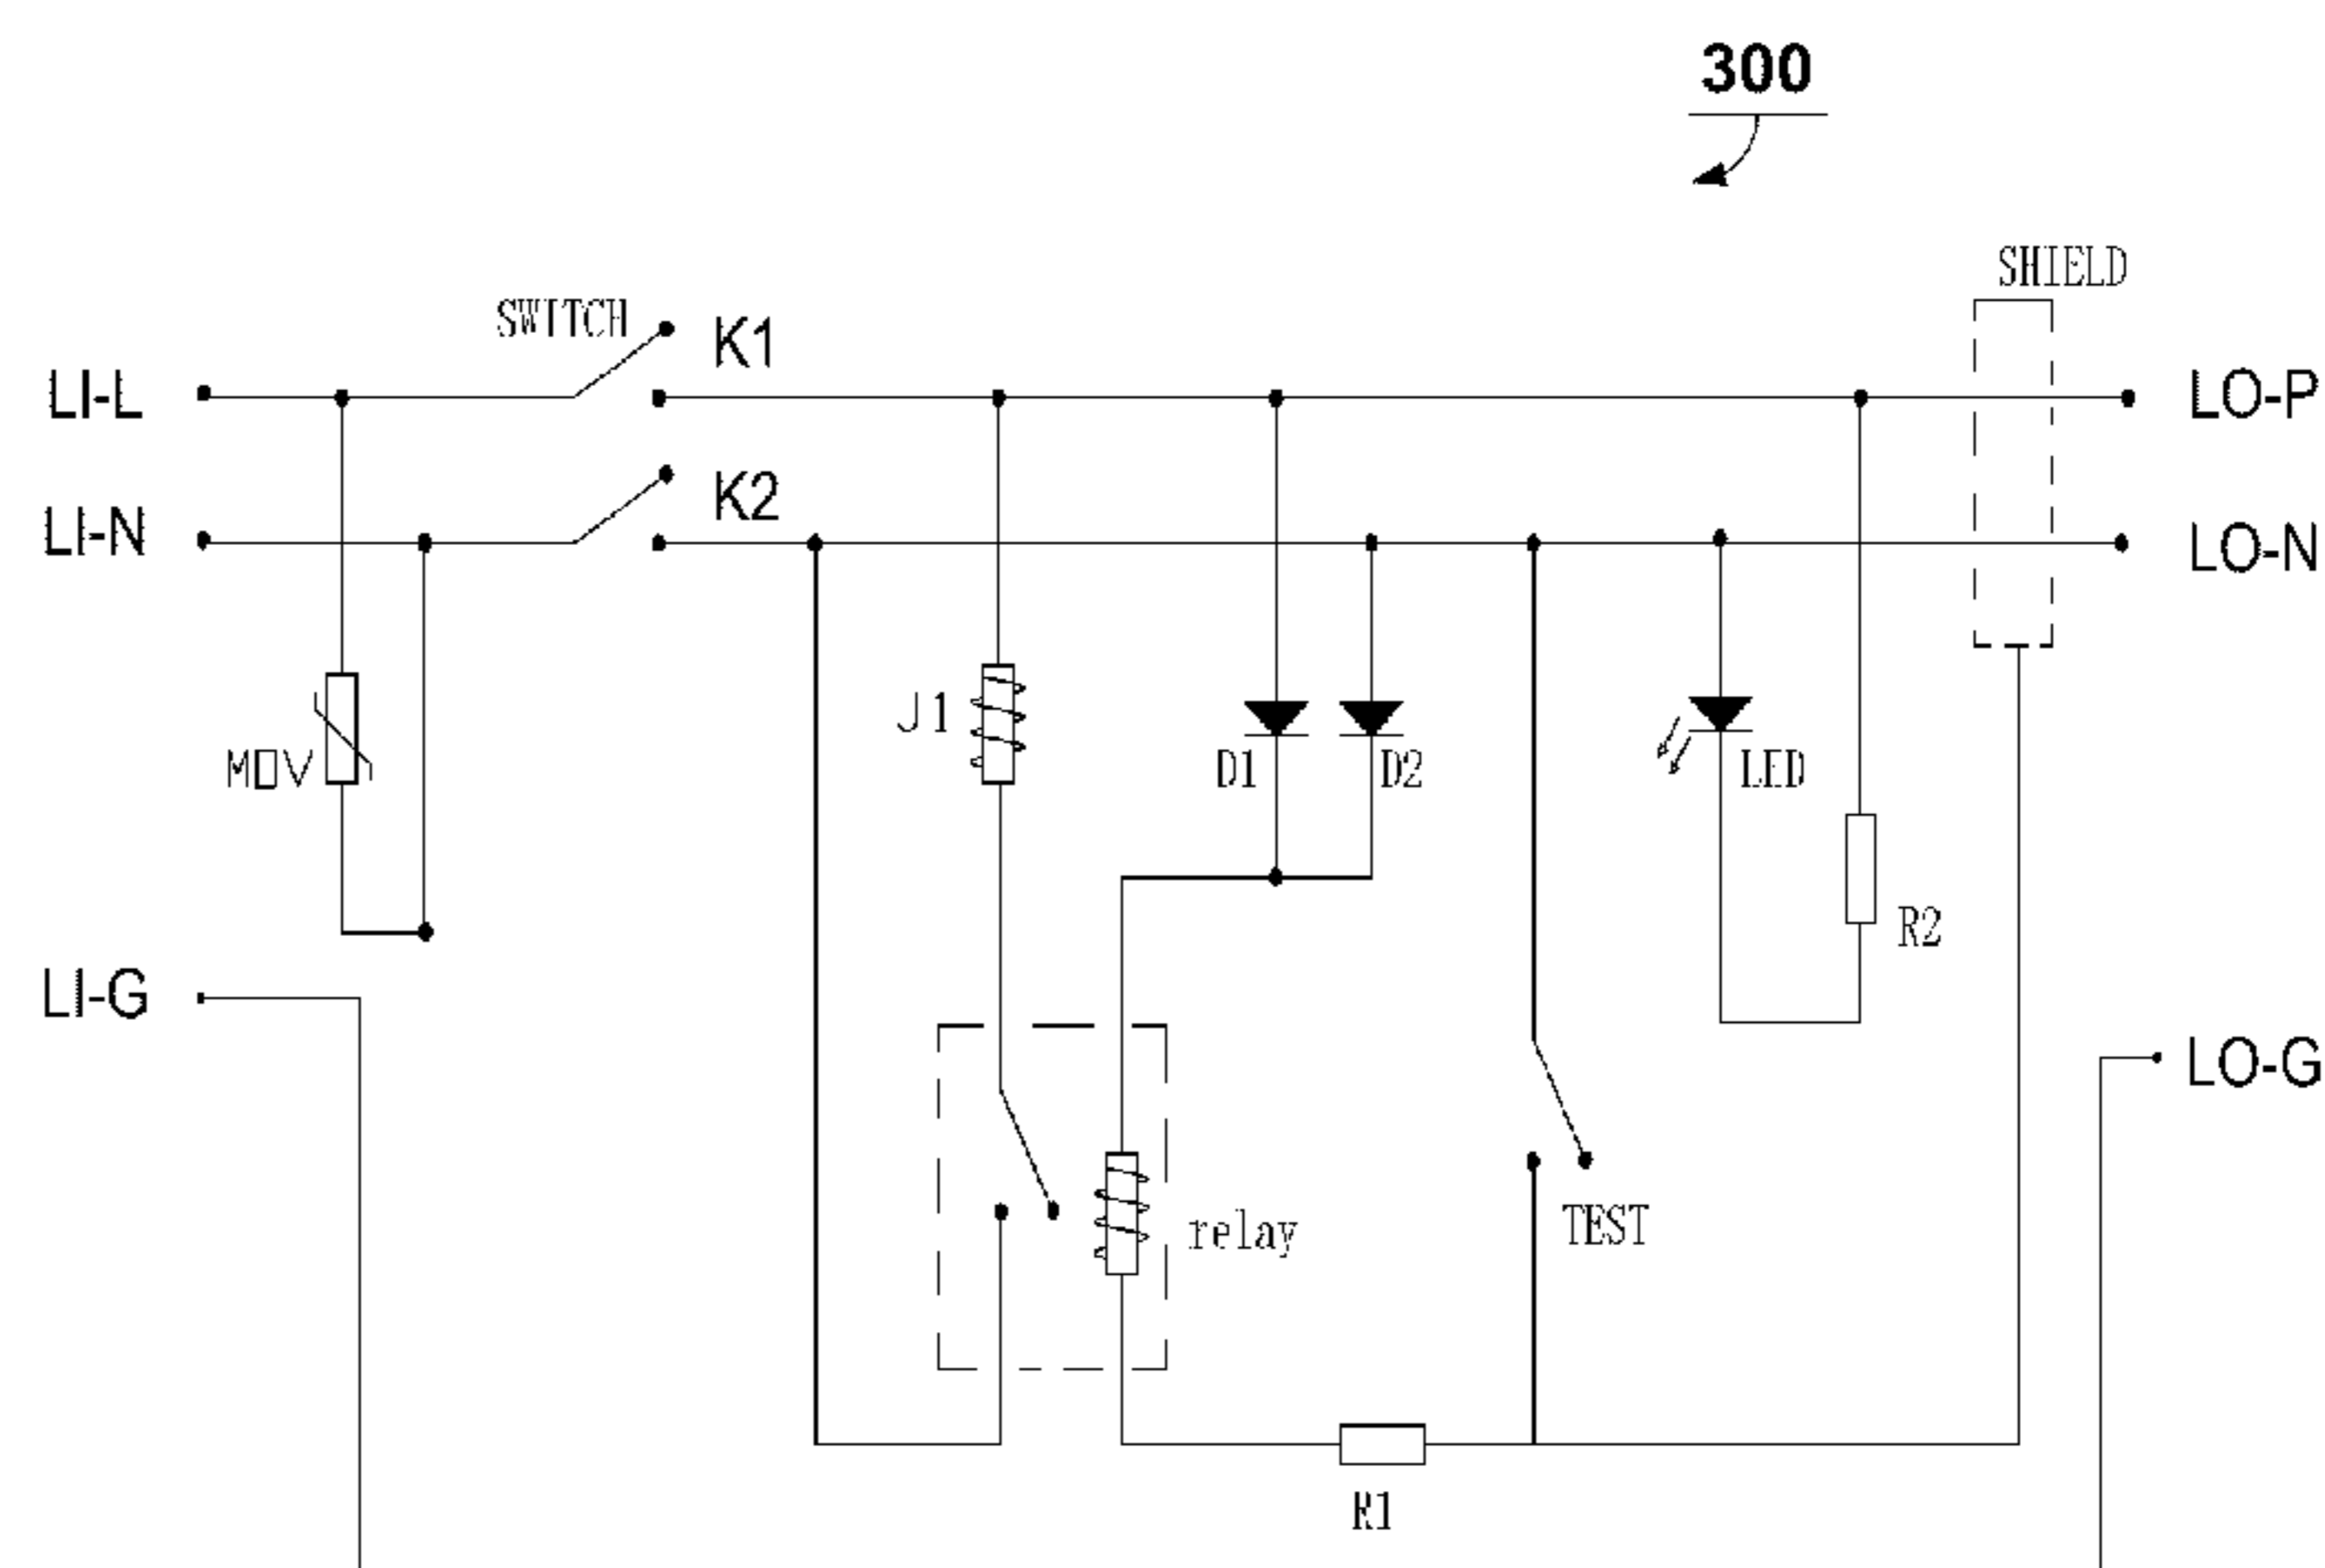 300
SHIELD
SWITCH
K1
LI-L
LO-P
K2
LI-N
LO-N
J1
MOV
D1
D2
LED
R2
LI-G
LO-G
relay
TEST
R1